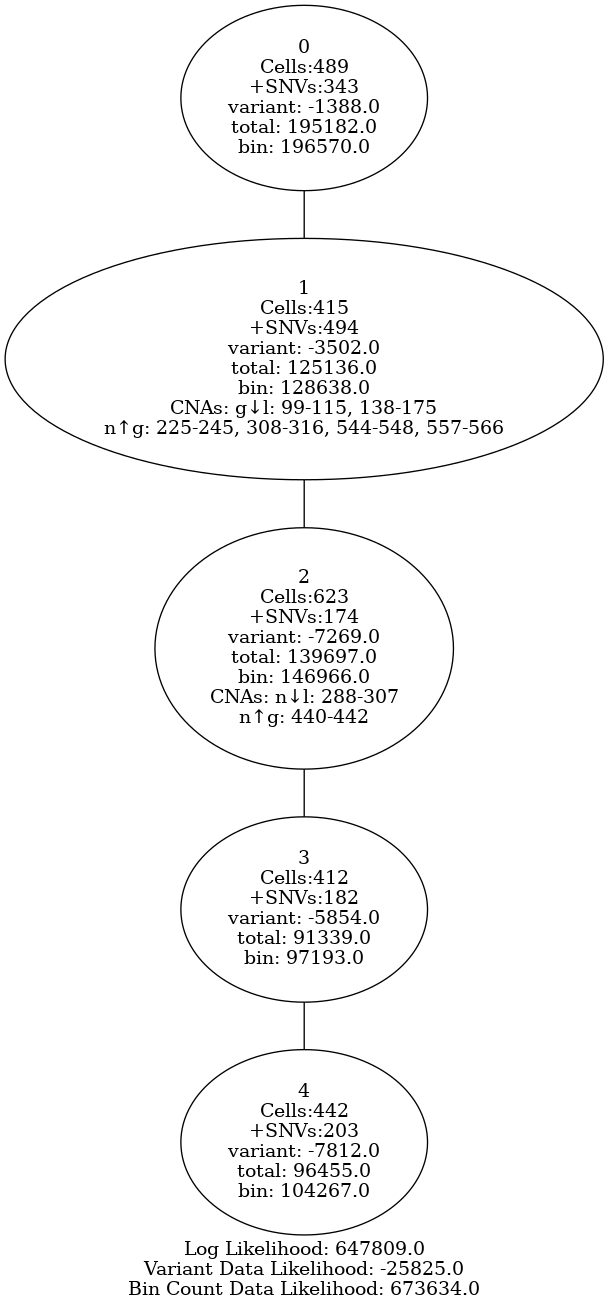 0
Cells:489
+SNVs:343
variant: -1388.0
total: 195182.0
bin: 196570.0
1
Cells:415
+SNVs:494
variant: -3502.0
total: 125136.0
bin: 128638.0
CNAs: g↓l: 99-115, 138-175
n↑g: 225-245, 308-316, 544-548, 557-566
2
Cells:623
+SNVs:174
variant: -7269.0
total: 139697.0
bin: 146966.0
CNAs: n↓l: 288-307
n↑g: 440-442
3
Cells:412
+SNVs:182
variant: -5854.0
total: 91339.0
bin: 97193.0
4
Cells:442
+SNVs:203
variant: -7812.0
total: 96455.0
bin: 104267.0
Log Likelihood: 647809.0
Variant Data Likelihood: -25825.0
Bin Count Data Likelihood: 673634.0